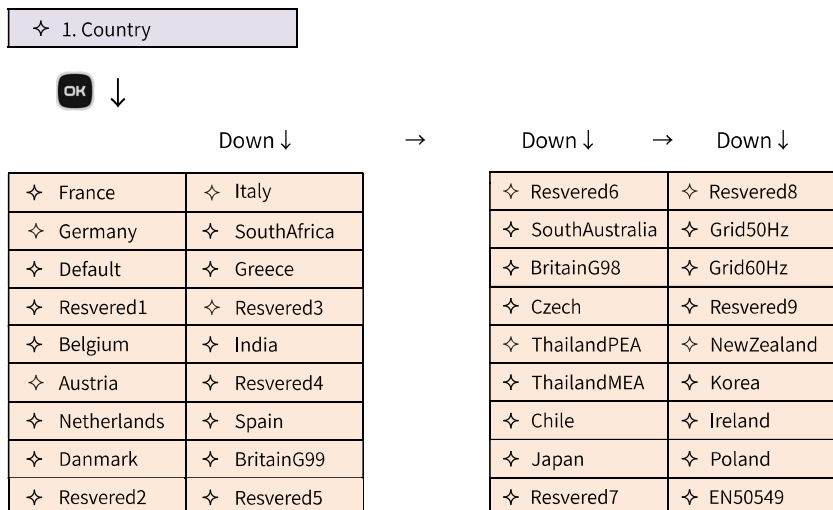 1. Country
OK ↓
Down ↓ → Down ↓ → Down ↓
France Italy Resvered6 Resvered8
Germany SouthAfrica SouthAustralia Grid50Hz
Default Greece BritainG98 Grid60Hz
Resvered1 Resvered3 Czech Resvered9
Belgium India ThailandPEA NewZealand
Austria Resvered4 ThailandMEA Korea
Netherlands Spain Chile Ireland
Danmark BritainG99 Japan Poland
Resvered2 Resvered5 Resvered7 EN50549